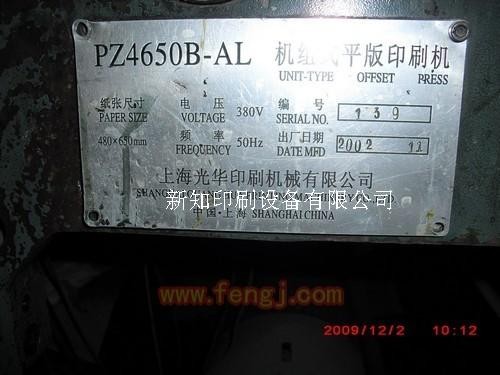 PZ4650B-AL 机组式平版印刷机
UNIT-TYPE OFFSET PRESS
纸张尺寸 电压 380V 编号 139
PAPER SIZE VOLTAGE SERIAL NO.
480×650mm 频率 50Hz 出厂日期 2002 11
FREQUENCY DATE MFD
上海光华印刷机械有限公司
新知印刷设备有限公司
中国·上海 SHANGHAI CHINA
www.fengj.com
2009/12/2 10:12